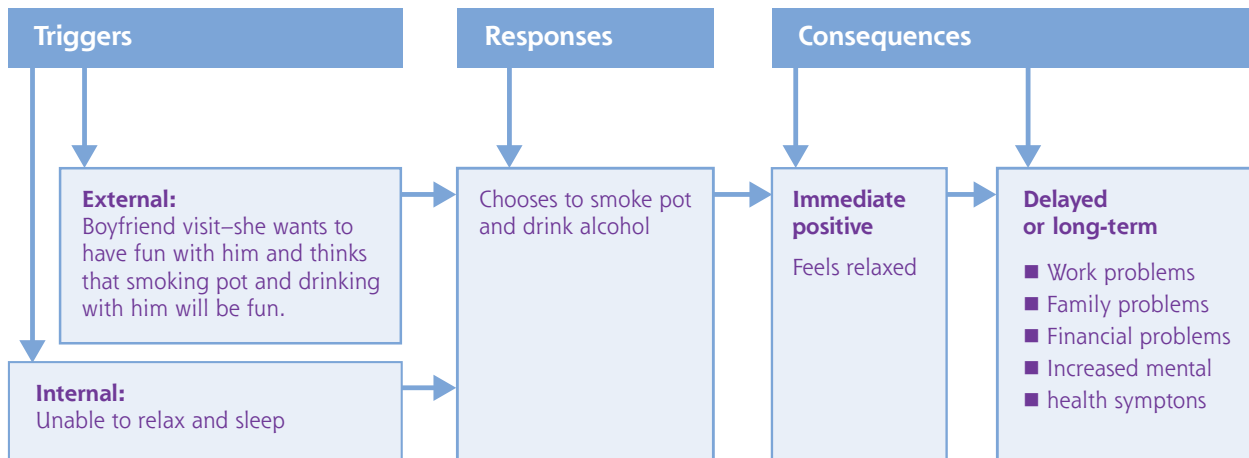 Triggers
Responses
Consequences
External:
Boyfriend visit–she wants to
have fun with him and thinks
that smoking pot and drinking
with him will be fun.
Internal:
Unable to relax and sleep
Chooses to smoke pot
and drink alcohol
Immediate
positive
Feels relaxed
Delayed
or long-term
■ Work problems
■ Family problems
■ Financial problems
■ Increased mental
■ health symptons